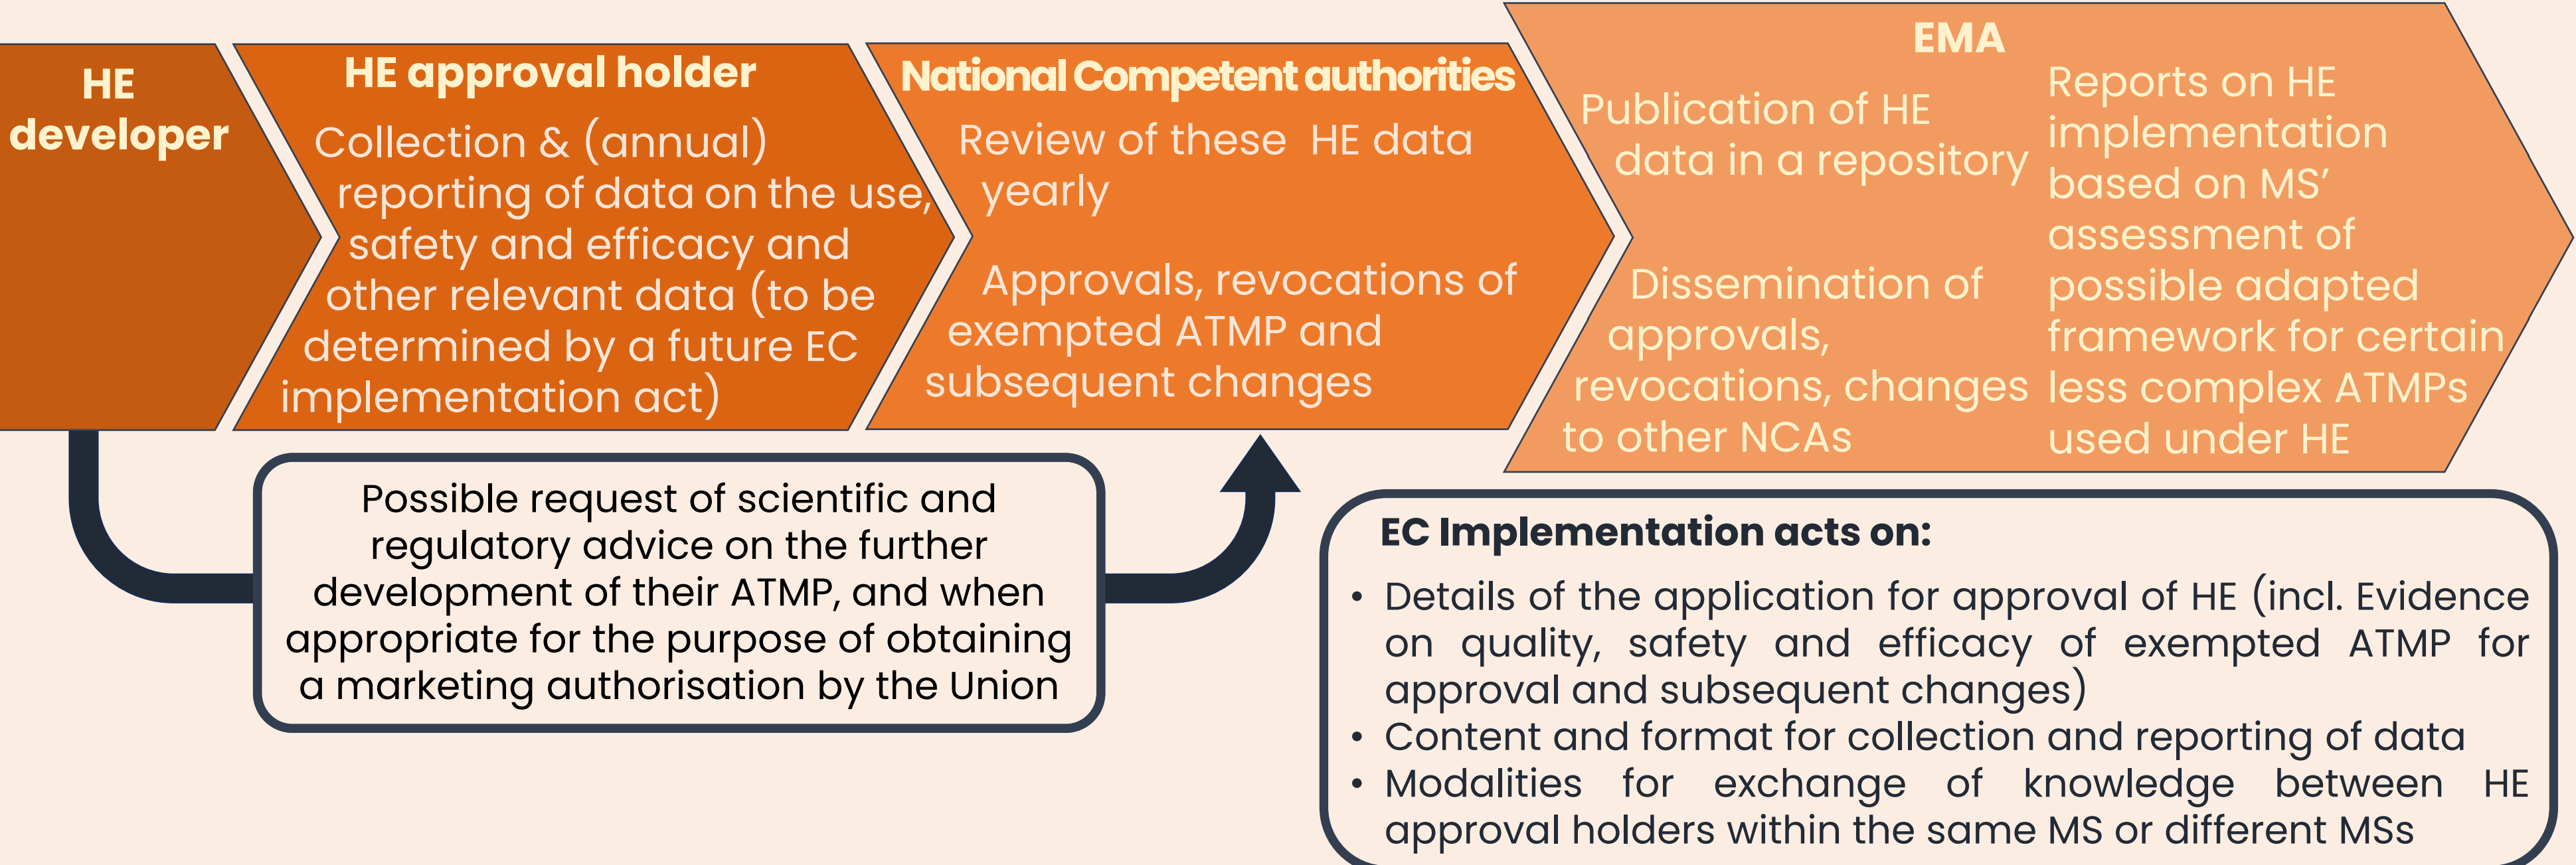 HE
developer
HE approval holder
Collection & (annual)
reporting of data on the use,
safety and efficacy and
other relevant data (to be
determined by a future EC
implementation act)
National Competent authorities
Review of these HE data
yearly
Approvals, revocations of
exempted ATMP and
subsequent changes
EMA
Publication of HE
data in a repository
Dissemination of
approvals,
revocations, changes
to other NCAs
Reports on HE
implementation
based on MS’
assessment of
possible adapted
framework for certain
less complex ATMPs
used under HE
Possible request of scientific and
regulatory advice on the further
development of their ATMP, and when
appropriate for the purpose of obtaining
a marketing authorisation by the Union
EC Implementation acts on:
• Details of the application for approval of HE (incl. Evidence
on quality, safety and efficacy of exempted ATMP for
approval and subsequent changes)
• Content and format for collection and reporting of data
• Modalities for exchange of knowledge between HE
approval holders within the same MS or different MSs